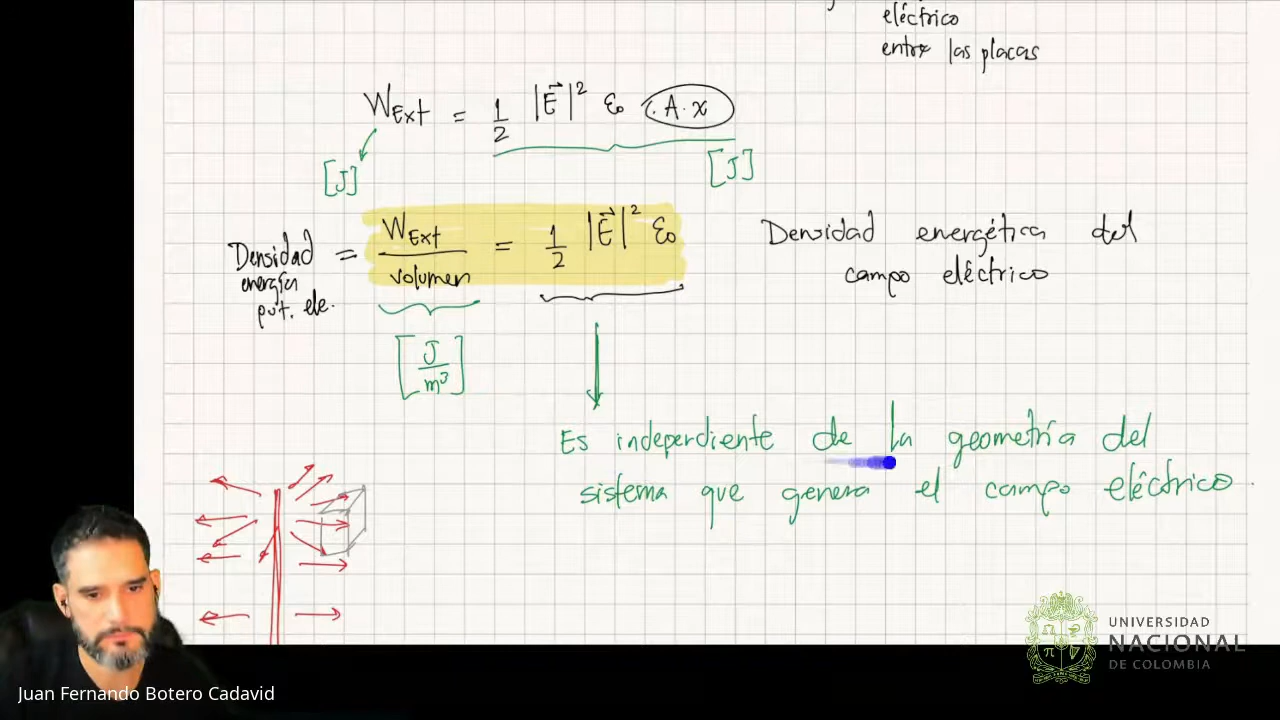 eléctrico
entre las placas
W_Ext = 1/2 |E⃗|² ε₀ (·A·x)
[J] [J]
Densidad energía pot. ele. = W_Ext / volumen = 1/2 |E⃗|² ε₀
Densidad energética del
campo eléctrico
[J/m³]
Es independiente de la geometría del
sistema que genera el campo eléctrico.
UNIVERSIDAD
NACIONAL
DE COLOMBIA
Juan Fernando Botero Cadavid